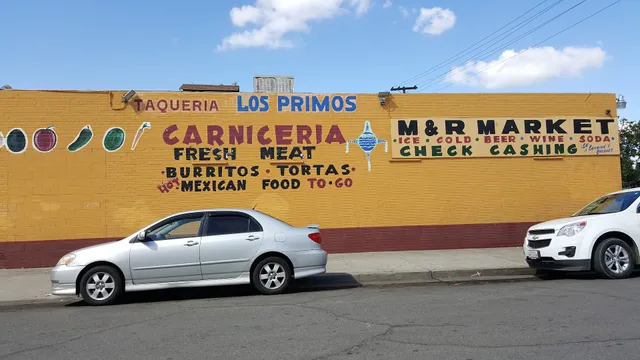 TAQUERIA LOS PRIMOS
CARNICERIA
FRESH MEAT
·BURRITOS·TORTAS·
HOT MEXICAN FOOD TO·GO
M&R MARKET
·ICE·COLD·BEER·WINE·SODA·
CHECK CASHING